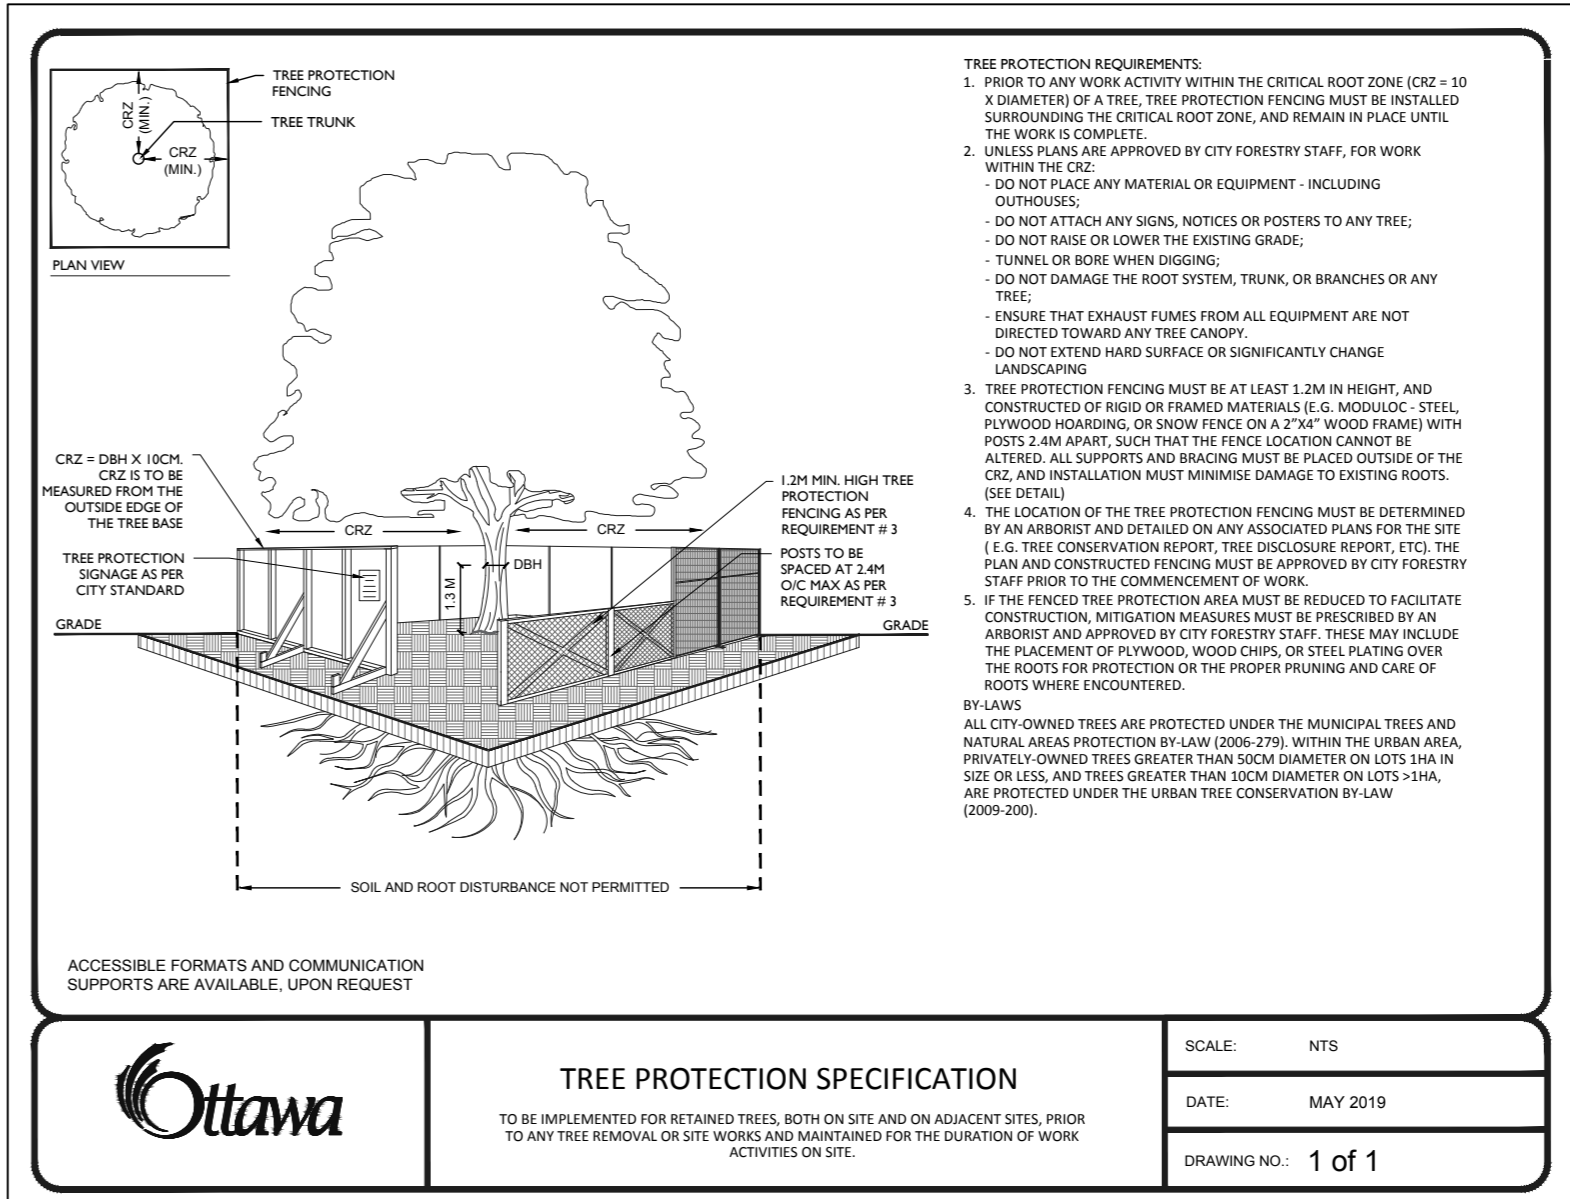 TREE PROTECTION
FENCING
TREE TRUNK
CRZ
(MIN.)
CRZ
(MIN.)
PLAN VIEW
CRZ = DBH X 10CM.
CRZ IS TO BE
MEASURED FROM THE
OUTSIDE EDGE OF
THE TREE BASE
TREE PROTECTION
SIGNAGE AS PER
CITY STANDARD
GRADE
CRZ
CRZ
DBH
1.3 M
1.2M MIN. HIGH TREE
PROTECTION
FENCING AS PER
REQUIREMENT # 3
POSTS TO BE
SPACED AT 2.4M
O/C MAX AS PER
REQUIREMENT # 3
GRADE
SOIL AND ROOT DISTURBANCE NOT PERMITTED
ACCESSIBLE FORMATS AND COMMUNICATION
SUPPORTS ARE AVAILABLE, UPON REQUEST
TREE PROTECTION REQUIREMENTS:
1. PRIOR TO ANY WORK ACTIVITY WITHIN THE CRITICAL ROOT ZONE (CRZ = 10
X DIAMETER) OF A TREE, TREE PROTECTION FENCING MUST BE INSTALLED
SURROUNDING THE CRITICAL ROOT ZONE, AND REMAIN IN PLACE UNTIL
THE WORK IS COMPLETE.
2. UNLESS PLANS ARE APPROVED BY CITY FORESTRY STAFF, FOR WORK
WITHIN THE CRZ:
- DO NOT PLACE ANY MATERIAL OR EQUIPMENT - INCLUDING
OUTHOUSES;
- DO NOT ATTACH ANY SIGNS, NOTICES OR POSTERS TO ANY TREE;
- DO NOT RAISE OR LOWER THE EXISTING GRADE;
- TUNNEL OR BORE WHEN DIGGING;
- DO NOT DAMAGE THE ROOT SYSTEM, TRUNK, OR BRANCHES OR ANY
TREE;
- ENSURE THAT EXHAUST FUMES FROM ALL EQUIPMENT ARE NOT
DIRECTED TOWARD ANY TREE CANOPY.
- DO NOT EXTEND HARD SURFACE OR SIGNIFICANTLY CHANGE
LANDSCAPING
3. TREE PROTECTION FENCING MUST BE AT LEAST 1.2M IN HEIGHT, AND
CONSTRUCTED OF RIGID OR FRAMED MATERIALS (E.G. MODULOC - STEEL,
PLYWOOD HOARDING, OR SNOW FENCE ON A 2"X4" WOOD FRAME) WITH
POSTS 2.4M APART, SUCH THAT THE FENCE LOCATION CANNOT BE
ALTERED. ALL SUPPORTS AND BRACING MUST BE PLACED OUTSIDE OF THE
CRZ, AND INSTALLATION MUST MINIMISE DAMAGE TO EXISTING ROOTS.
(SEE DETAIL)
4. THE LOCATION OF THE TREE PROTECTION FENCING MUST BE DETERMINED
BY AN ARBORIST AND DETAILED ON ANY ASSOCIATED PLANS FOR THE SITE
( E.G. TREE CONSERVATION REPORT, TREE DISCLOSURE REPORT, ETC). THE
PLAN AND CONSTRUCTED FENCING MUST BE APPROVED BY CITY FORESTRY
STAFF PRIOR TO THE COMMENCEMENT OF WORK.
5. IF THE FENCED TREE PROTECTION AREA MUST BE REDUCED TO FACILITATE
CONSTRUCTION, MITIGATION MEASURES MUST BE PRESCRIBED BY AN
ARBORIST AND APPROVED BY CITY FORESTRY STAFF. THESE MAY INCLUDE
THE PLACEMENT OF PLYWOOD, WOOD CHIPS, OR STEEL PLATING OVER
THE ROOTS FOR PROTECTION OR THE PROPER PRUNING AND CARE OF
ROOTS WHERE ENCOUNTERED.
BY-LAWS
ALL CITY-OWNED TREES ARE PROTECTED UNDER THE MUNICIPAL TREES AND
NATURAL AREAS PROTECTION BY-LAW (2006-279). WITHIN THE URBAN AREA,
PRIVATELY-OWNED TREES GREATER THAN 50CM DIAMETER ON LOTS 1HA IN
SIZE OR LESS, AND TREES GREATER THAN 10CM DIAMETER ON LOTS >1HA,
ARE PROTECTED UNDER THE URBAN TREE CONSERVATION BY-LAW
(2009-200).
Ottawa
TREE PROTECTION SPECIFICATION
TO BE IMPLEMENTED FOR RETAINED TREES, BOTH ON SITE AND ON ADJACENT SITES, PRIOR
TO ANY TREE REMOVAL OR SITE WORKS AND MAINTAINED FOR THE DURATION OF WORK
ACTIVITIES ON SITE.
SCALE: NTS
DATE: MAY 2019
DRAWING NO.: 1 of 1